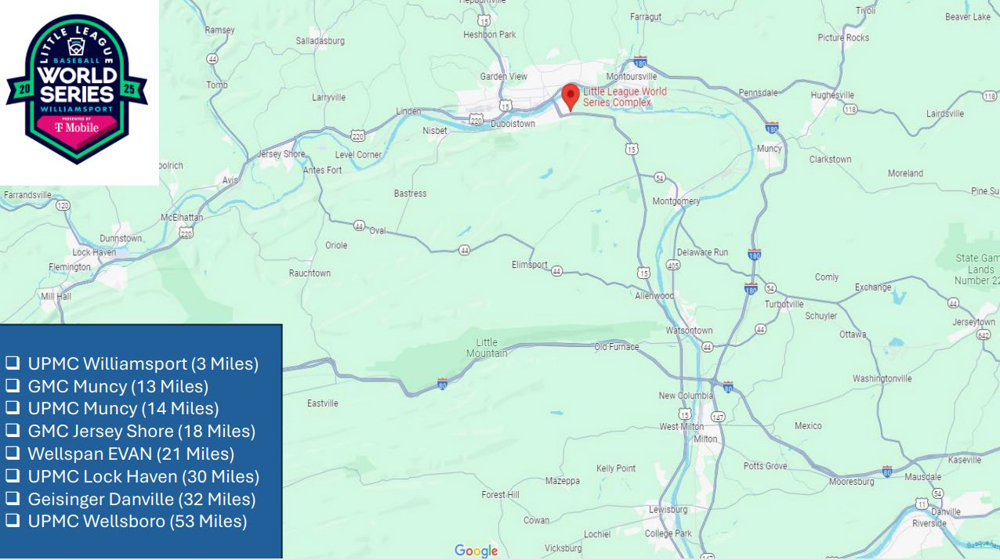 LITTLE LEAGUE
BASEBALL
WORLD
20 SERIES 25
WILLIAMSPORT
PRESENTED BY
T Mobile
Hepburnville
15
Heshbon Park
Farragut
Tivoli
Beaver Lake
Ramsey
Salladasburg
Picture Rocks
44
180
Tomb
Garden View
Montoursville
Larryville
Little League World
Series Complex
Pennsdale
Hughesville
118
15
Linden
220
Duboistown
118
Lairdsville
Nisbet
180
220
Jersey Shore
Level Corner
15
Muncy
Clarkstown
oolrich
Antes Fort
Avis
54
Moreland
Farrandsville
Bastress
Pine Su
120
Montgomery
McElhattan
220
44
Oval
Dunnstown
Oriole
44
Lock Haven
Delaware Run
180
State Gam
Lands
Number 22
Flemington
Elimsport
44
405
Rauchtown
15
Comly
Mill Hall
180
54
Exchange
Allenwood
Turbotville
44
Schuyler
Jerseytown
Watsontown
44
Ottawa
642
Little
Mountain
Old Furnace
44
80
80
Washingtonville
Eastville
New Columbia
15
147
West Milton
Mexico
Milton
Kelly Point
Potts Grove
80
Kaseville
Mazeppa
Mooresburg
Mausdale
Forest Hill
54
11
Danville
Lewisburg
Cowan
Riverside
Lochiel
College Park
Vicksburg
147
Google
❑ UPMC Williamsport (3 Miles)
❑ GMC Muncy (13 Miles)
❑ UPMC Muncy (14 Miles)
❑ GMC Jersey Shore (18 Miles)
❑ Wellspan EVAN (21 Miles)
❑ UPMC Lock Haven (30 Miles)
❑ Geisinger Danville (32 Miles)
❑ UPMC Wellsboro (53 Miles)